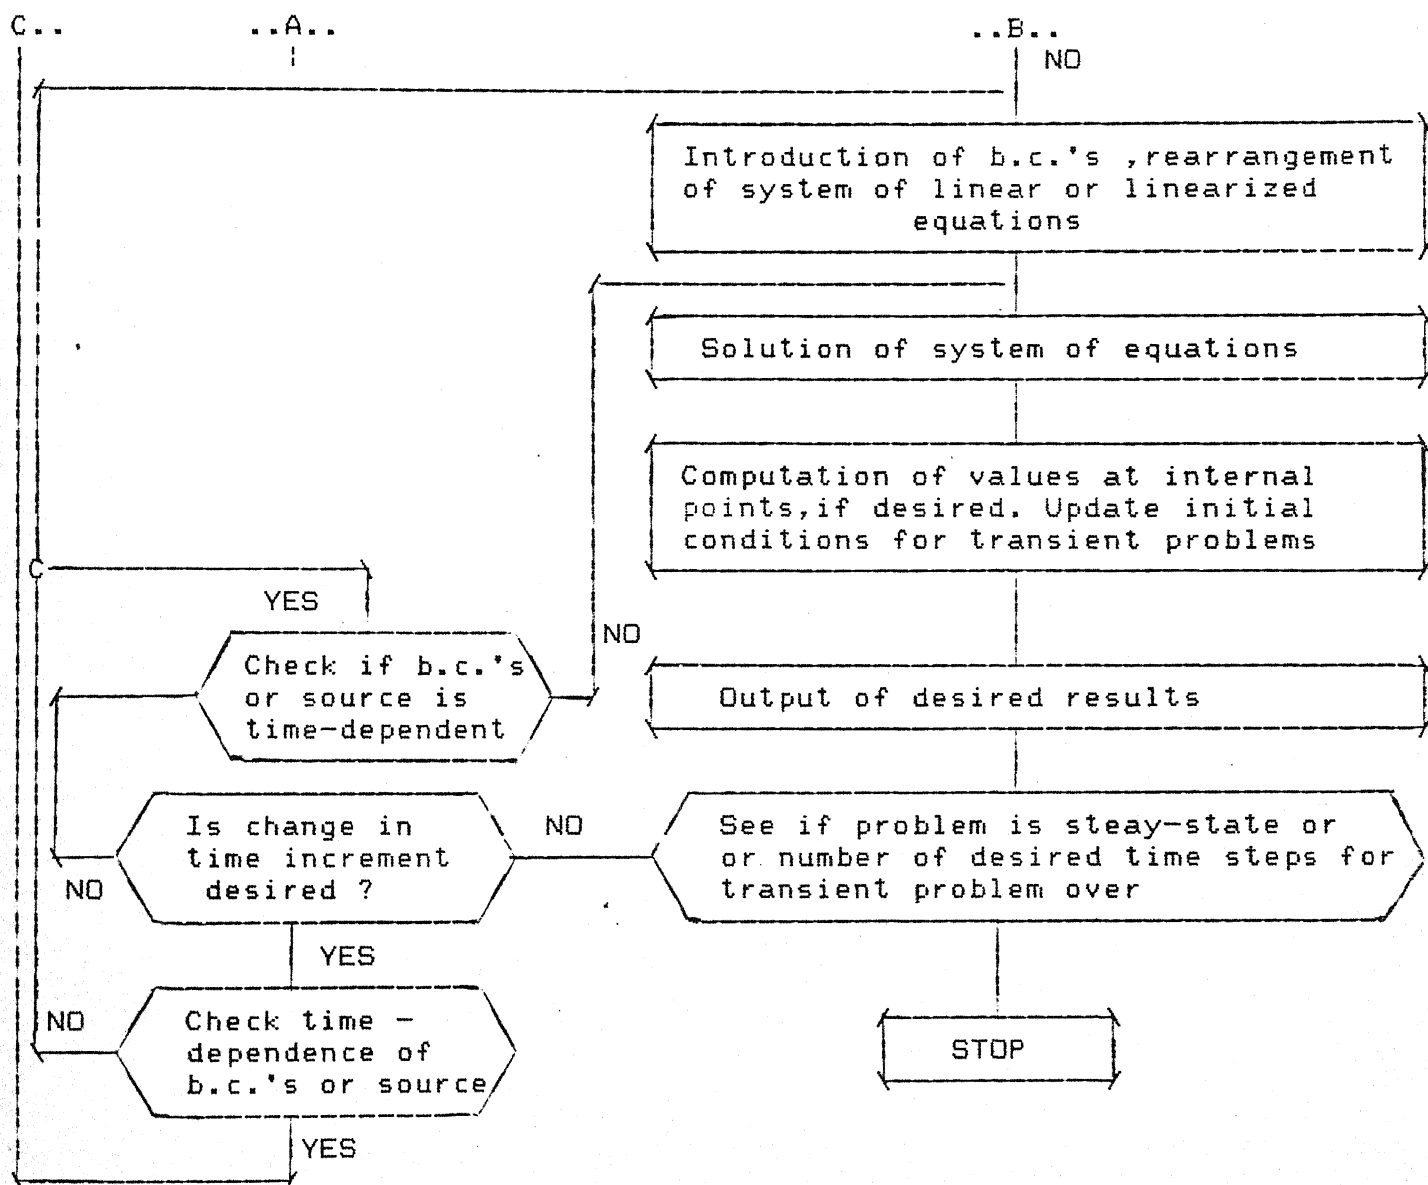 C.. ..A.. ..B..
NO
Introduction of b.c.'s ,rearrangement
of system of linear or linearized
equations
Solution of system of equations
Computation of values at internal
points,if desired. Update initial
conditions for transient problems
C
YES
NO
Check if b.c.'s
or source is
time-dependent
Output of desired results
Is change in
time increment
desired ?
NO
NO
See if problem is steay-state or
or number of desired time steps for
transient problem over
YES
NO
Check time -
dependence of
b.c.'s or source
STOP
YES